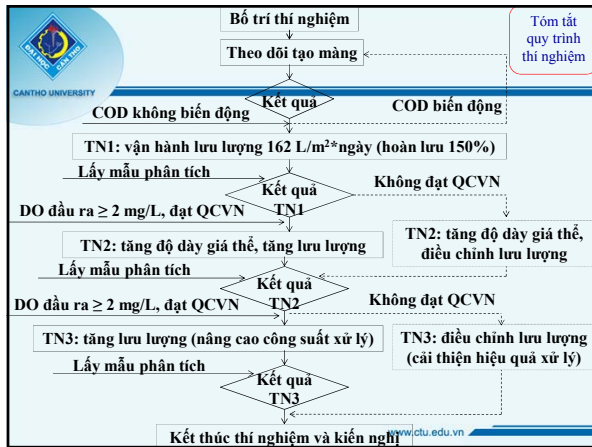 Bố trí thí nghiệm
Tóm tắt
quy trình
thí nghiệm
ĐẠI HỌC CẦN THƠ
CANTHO UNIVERSITY
Theo dõi tạo màng
Kết quả
COD không biến động
COD biến động
TN1: vận hành lưu lượng 162 L/m²*ngày (hoàn lưu 150%)
Lấy mẫu phân tích
Kết quả
TN1
Không đạt QCVN
DO đầu ra ≥ 2 mg/L, đạt QCVN
TN2: tăng độ dày giá thể, tăng lưu lượng
TN2: tăng độ dày giá thể,
điều chỉnh lưu lượng
Lấy mẫu phân tích
Kết quả
TN2
DO đầu ra ≥ 2 mg/L, đạt QCVN
Không đạt QCVN
TN3: tăng lưu lượng (nâng cao công suất xử lý)
TN3: điều chỉnh lưu lượng
(cải thiện hiệu quả xử lý)
Lấy mẫu phân tích
Kết quả
TN3
Kết thúc thí nghiệm và kiến nghị
www.ctu.edu.vn